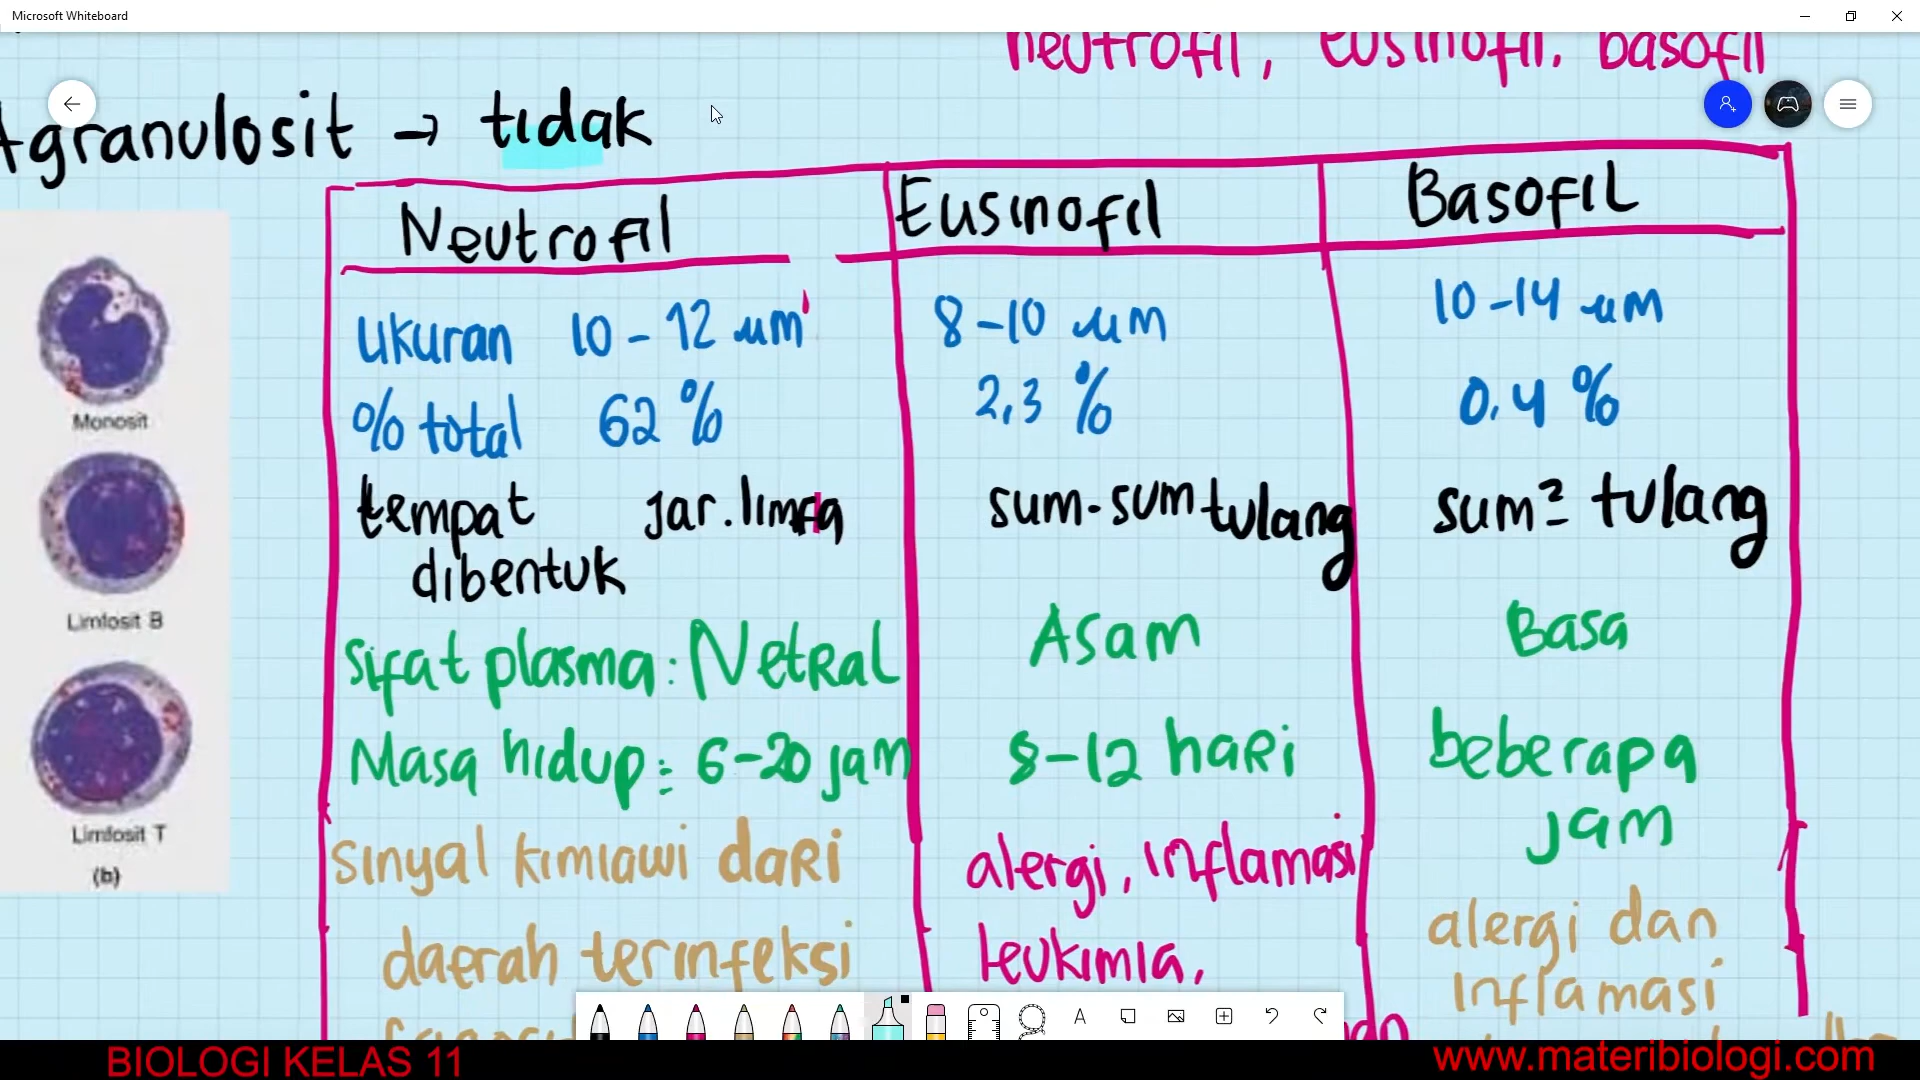 Microsoft Whiteboard
neutrofil, eusinofil. basofil
Agranulosit → tidak
Neutrofil Eusinofil Basofil
ukuran 10 - 12 µm 8-10 µm 10-14 µm
% total 62 % 2,3 % 0,4 %
tempat jar. limfa sum-sum tulang sum² tulang
dibentuk
Sifat plasma: Netral Asam Basa
Masa hidup: 6-20 jam 8-12 hari beberapa
jam
sinyal kimiawi dari alergi, inflamasi
daerah terinfeksi leukimia, alergi dan
inflamasi
Monosit
Limfosit B
Limfosit T
(b)
A
BIOLOGI KELAS 11
www.materibiologi.com